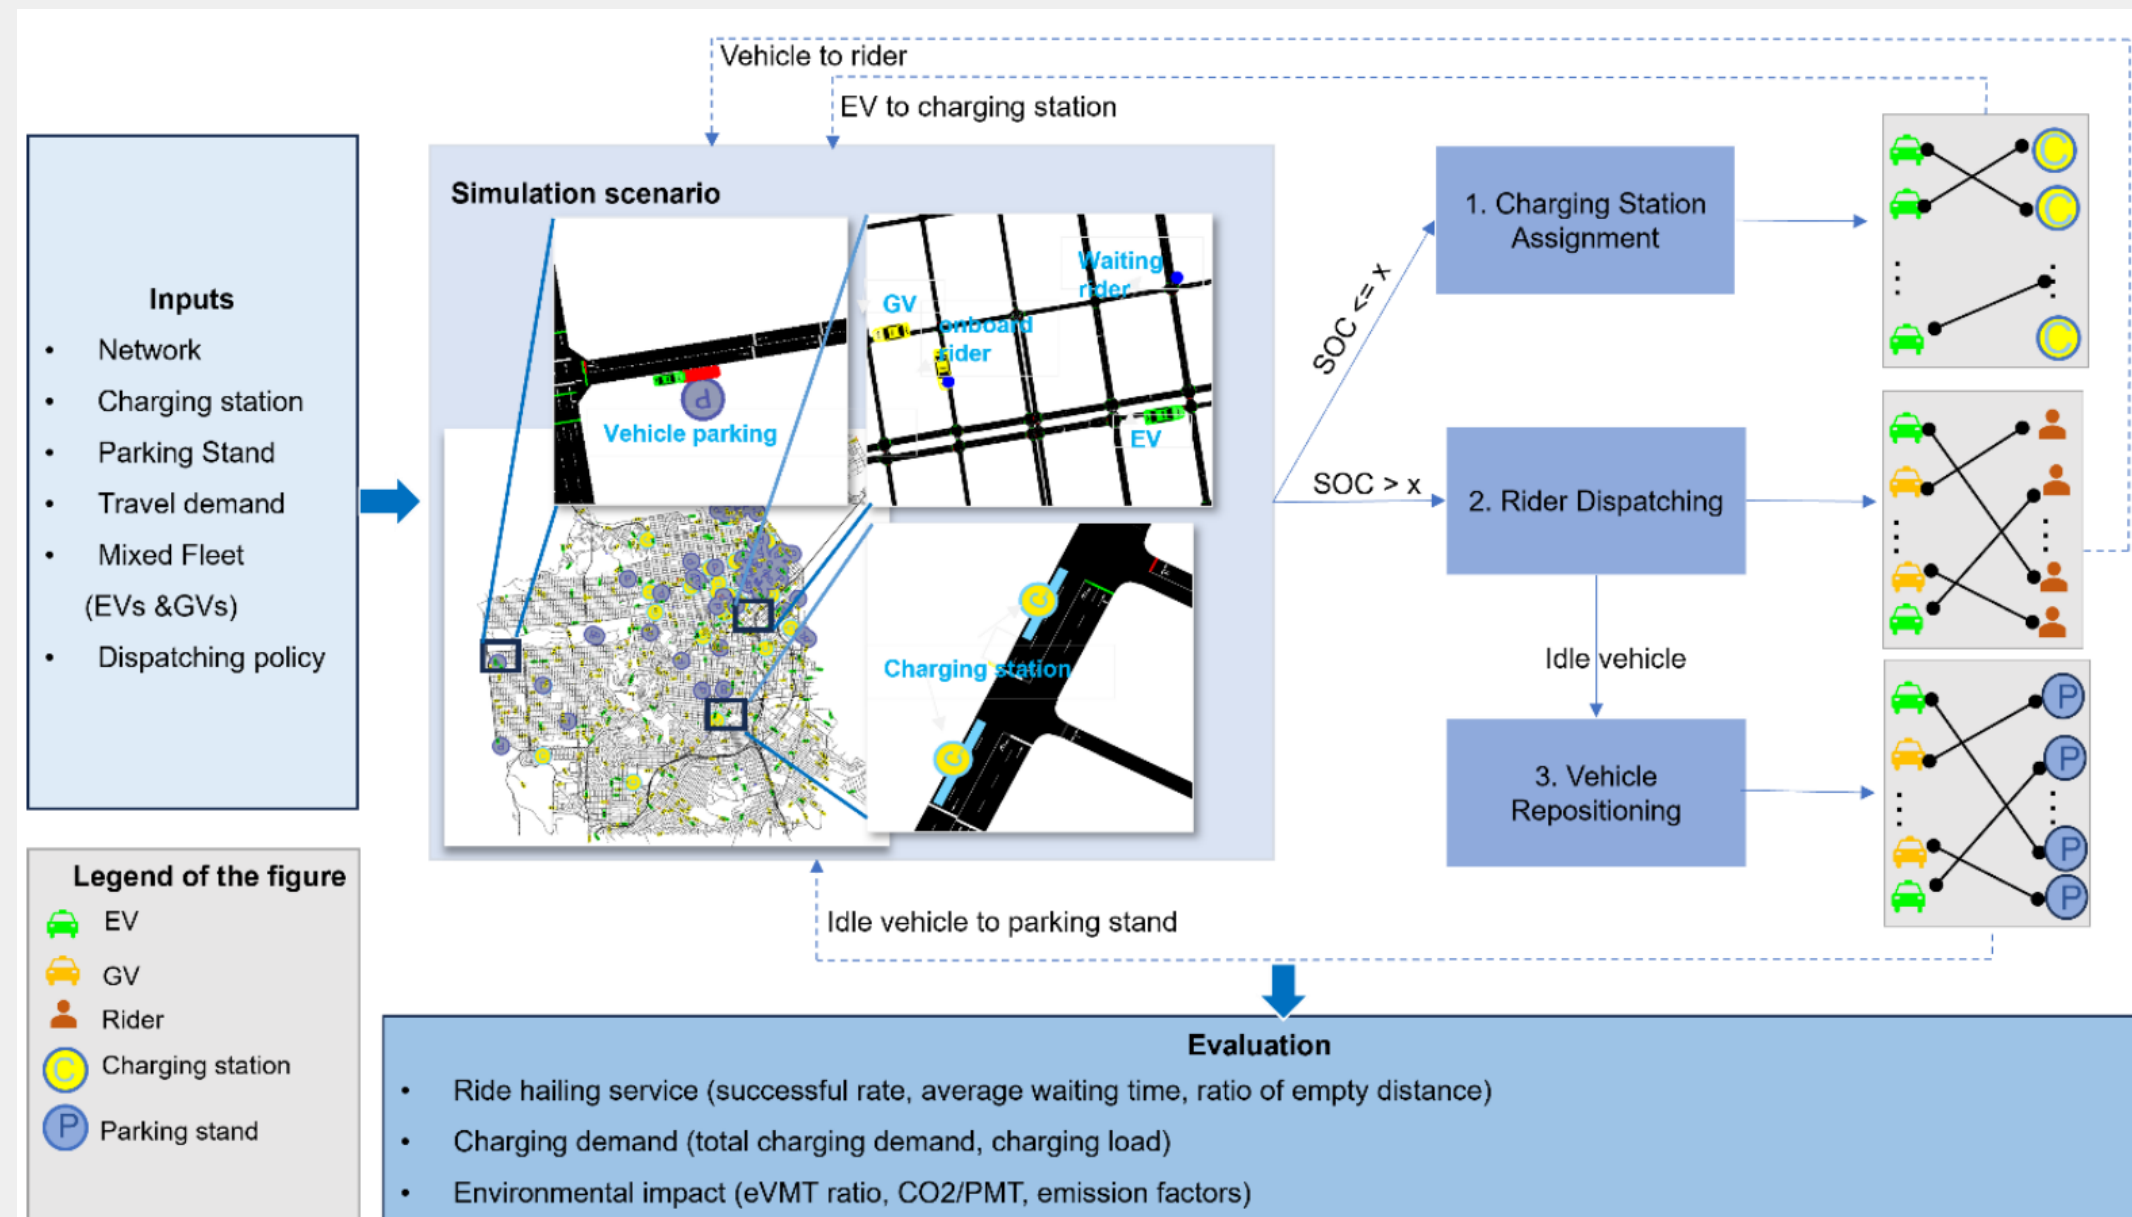 Vehicle to rider
EV to charging station
Inputs
• Network
• Charging station
• Parking Stand
• Travel demand
• Mixed Fleet
(EVs &GVs)
• Dispatching policy
Simulation scenario
Vehicle parking
P
GV
onboard
rider
Waiting
rider
EV
Charging station
C
C
SOC <= x
SOC > x
1. Charging Station
Assignment
2. Rider Dispatching
Idle vehicle
3. Vehicle
Repositioning
C
C
C
P
P
P
P
Idle vehicle to parking stand
Legend of the figure
EV
GV
Rider
C Charging station
P Parking stand
Evaluation
• Ride hailing service (successful rate, average waiting time, ratio of empty distance)
• Charging demand (total charging demand, charging load)
• Environmental impact (eVMT ratio, CO2/PMT, emission factors)